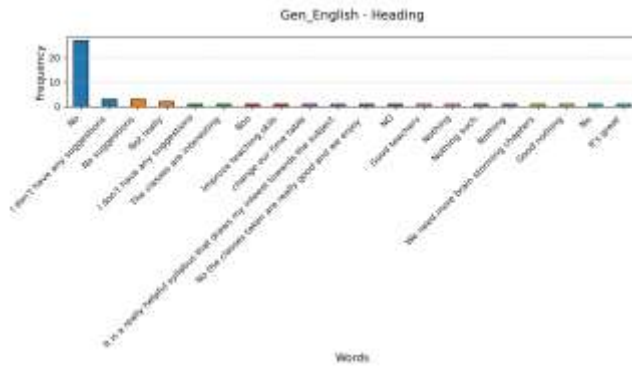 Gen_English - Heading
Frequency
20
10
0
No
I don't have any suggestions
No suggestions
Not really
I don't have any suggestions
The classes are interesting
Noo
Improve teaching skills
change our time table
It is a really helpful syllabus that draws my interest towards the subject
No the classes taken are really good and we enjoy
NO
Good teachers
Nothing
Nothing such
Nothing
We need more brain storming chapters
Good nothing
No
It's great
Words